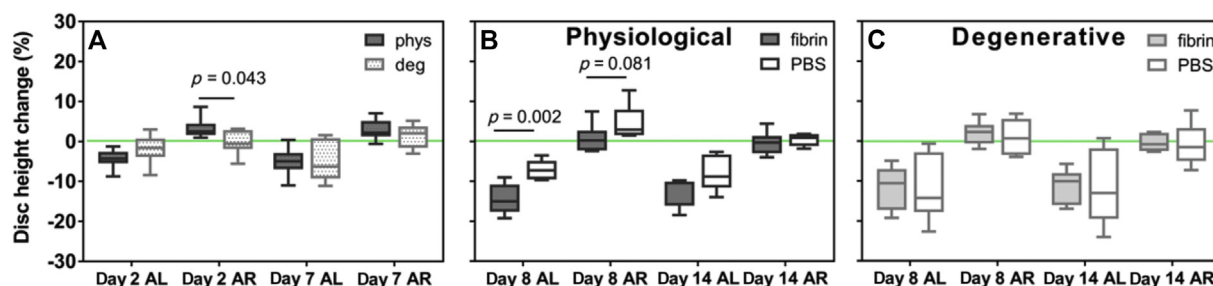 Disc height change (%)
30
20
10
0
-10
-20
-30
A
phys
deg
p = 0.043
Day 2 AL Day 2 AR Day 7 AL Day 7 AR
B Physiological
fibrin
PBS
p = 0.002
p = 0.081
Day 8 AL Day 8 AR Day 14 AL Day 14 AR
C Degenerative
fibrin
PBS
Day 8 AL Day 8 AR Day 14 AL Day 14 AR